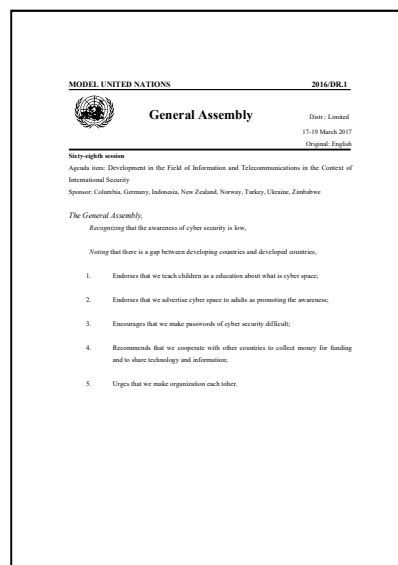 MODEL UNITED NATIONS 2016/DR.1
General Assembly
Distr.: Limited
17-19 March 2017
Original: English
Sixty-eighth session
Agenda item: Development in the Field of Information and Telecommunications in the Context of
International Security
Sponsor: Columbia, Germany, Indonesia, New Zealand, Norway, Turkey, Ukraine, Zimbabwe
The General Assembly,
Recognizing that the awareness of cyber security is low,
Noting that there is a gap between developing countries and developed countries,
1. Endorses that we teach children as a education about what is cyber space;
2. Endorses that we advertise cyber space to adults as promoting the awareness;
3. Encourages that we make passwords of cyber security difficult;
4. Recommends that we cooperate with other countries to collect money for funding
and to share technology and information;
5. Urges that we make organization each toher.